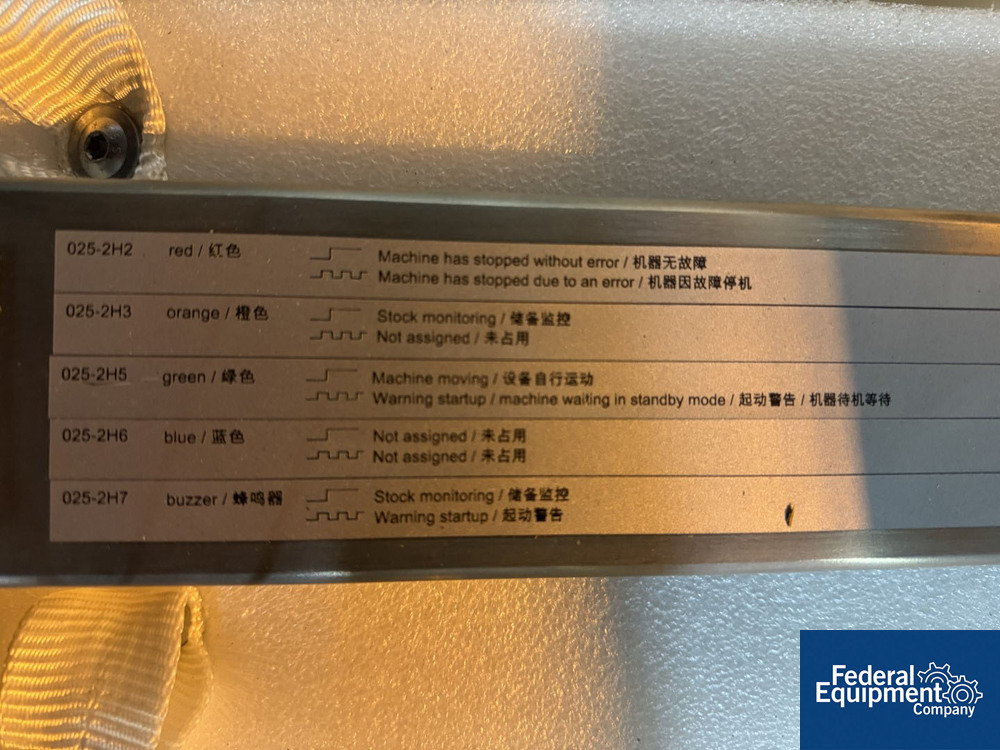 025-2H2 red / 红色 Machine has stopped without error / 机器无故障
Machine has stopped due to an error / 机器因故障停机
025-2H3 orange / 橙色 Stock monitoring / 储备监控
Not assigned / 未占用
025-2H5 green / 绿色 Machine moving / 设备自行运动
Warning startup / machine waiting in standby mode / 起动警告 / 机器待机等待
025-2H6 blue / 蓝色 Not assigned / 未占用
Not assigned / 未占用
025-2H7 buzzer / 蜂鸣器 Stock monitoring / 储备监控
Warning startup / 起动警告
Federal
Equipment
Company